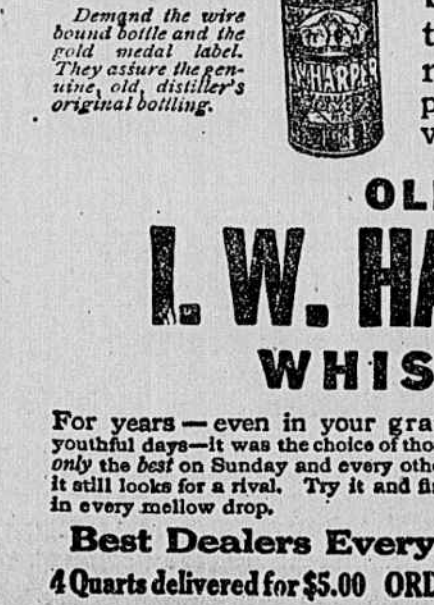 Demand the wire
bound bottle and the
gold medal label.
They assure the gen-
uine, old, distiller's
original bottling.
I.W. HARPER
OL
I. W. HA
WHIS
For years — even in your gra
youthful days—it was the choice of tho
only the best on Sunday and every oth
it still looks for a rival. Try it and fi
in every mellow drop.
Best Dealers Every
4 Quarts delivered for $5.00 ORD